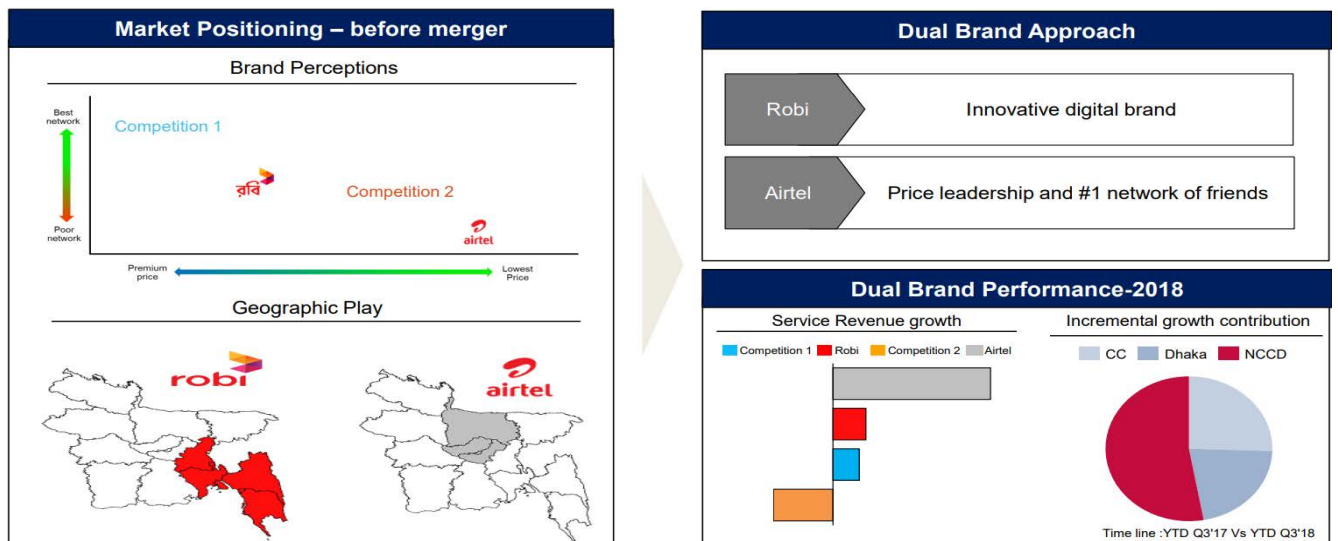 Market Positioning – before merger
Brand Perceptions
Best
network
Poor
network
Competition 1
রবি
Competition 2
airtel
Premium
price
Lowest
Price
Geographic Play
robi
airtel
Dual Brand Approach
Robi
Innovative digital brand
Airtel
Price leadership and #1 network of friends
Dual Brand Performance-2018
Service Revenue growth
Competition 1 Robi Competition 2 Airtel
Incremental growth contribution
CC Dhaka NCCD
Time line :YTD Q3'17 Vs YTD Q3'18